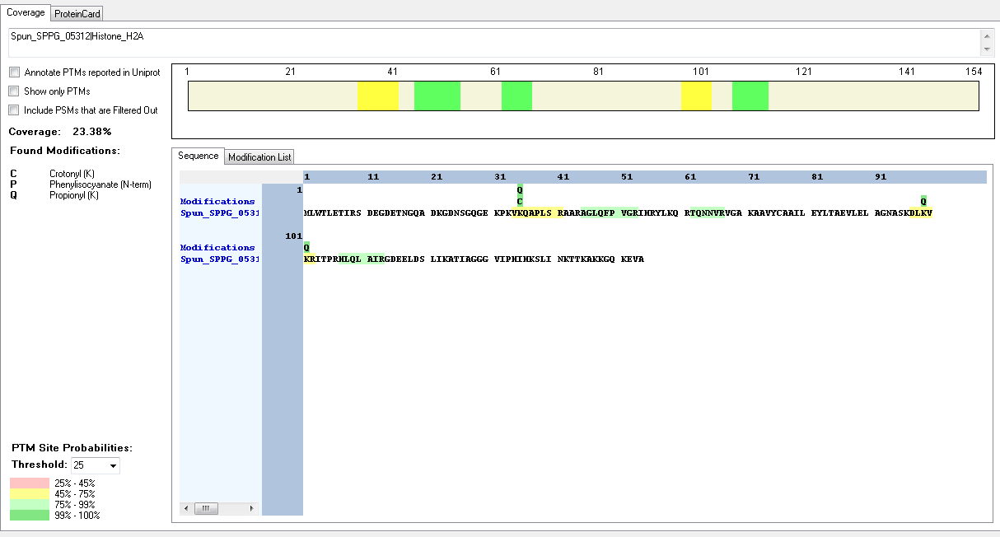 Coverage ProteinCard
Spun_SPPG_05312|Histone_H2A
Annotate PTMs reported in Uniprot
Show only PTMs
Include PSMs that are Filtered Out
Coverage: 23.38%
Found Modifications:
C Crotonyl (K)
P Phenylisocyanate (N-term)
Q Propionyl (K)
1 21 41 61 81 101 121 141 154
Sequence Modification List
1 11 21 31 41 51 61 71 81 91
1 Q
Modifications C Q
Spun_SPPG_0531 MLWTLETIRS DEGDETNGQA DKGDNSGQGE KPKVKQAPLS RAARAGLQFP VGRIHRYLKQ RTQNNVRVGA KAAVYCAAIL EYLTAEVLEL AGNASKDLKV
101
Modifications Q
Spun_SPPG_0531 KRITPRHLQL AIRGDEELDS LIKATIAGGG VIPHIHKSLI NKTTKAKKGQ KEVA
PTM Site Probabilities:
Threshold: 25
25% - 45%
45% - 75%
75% - 99%
99% - 100%